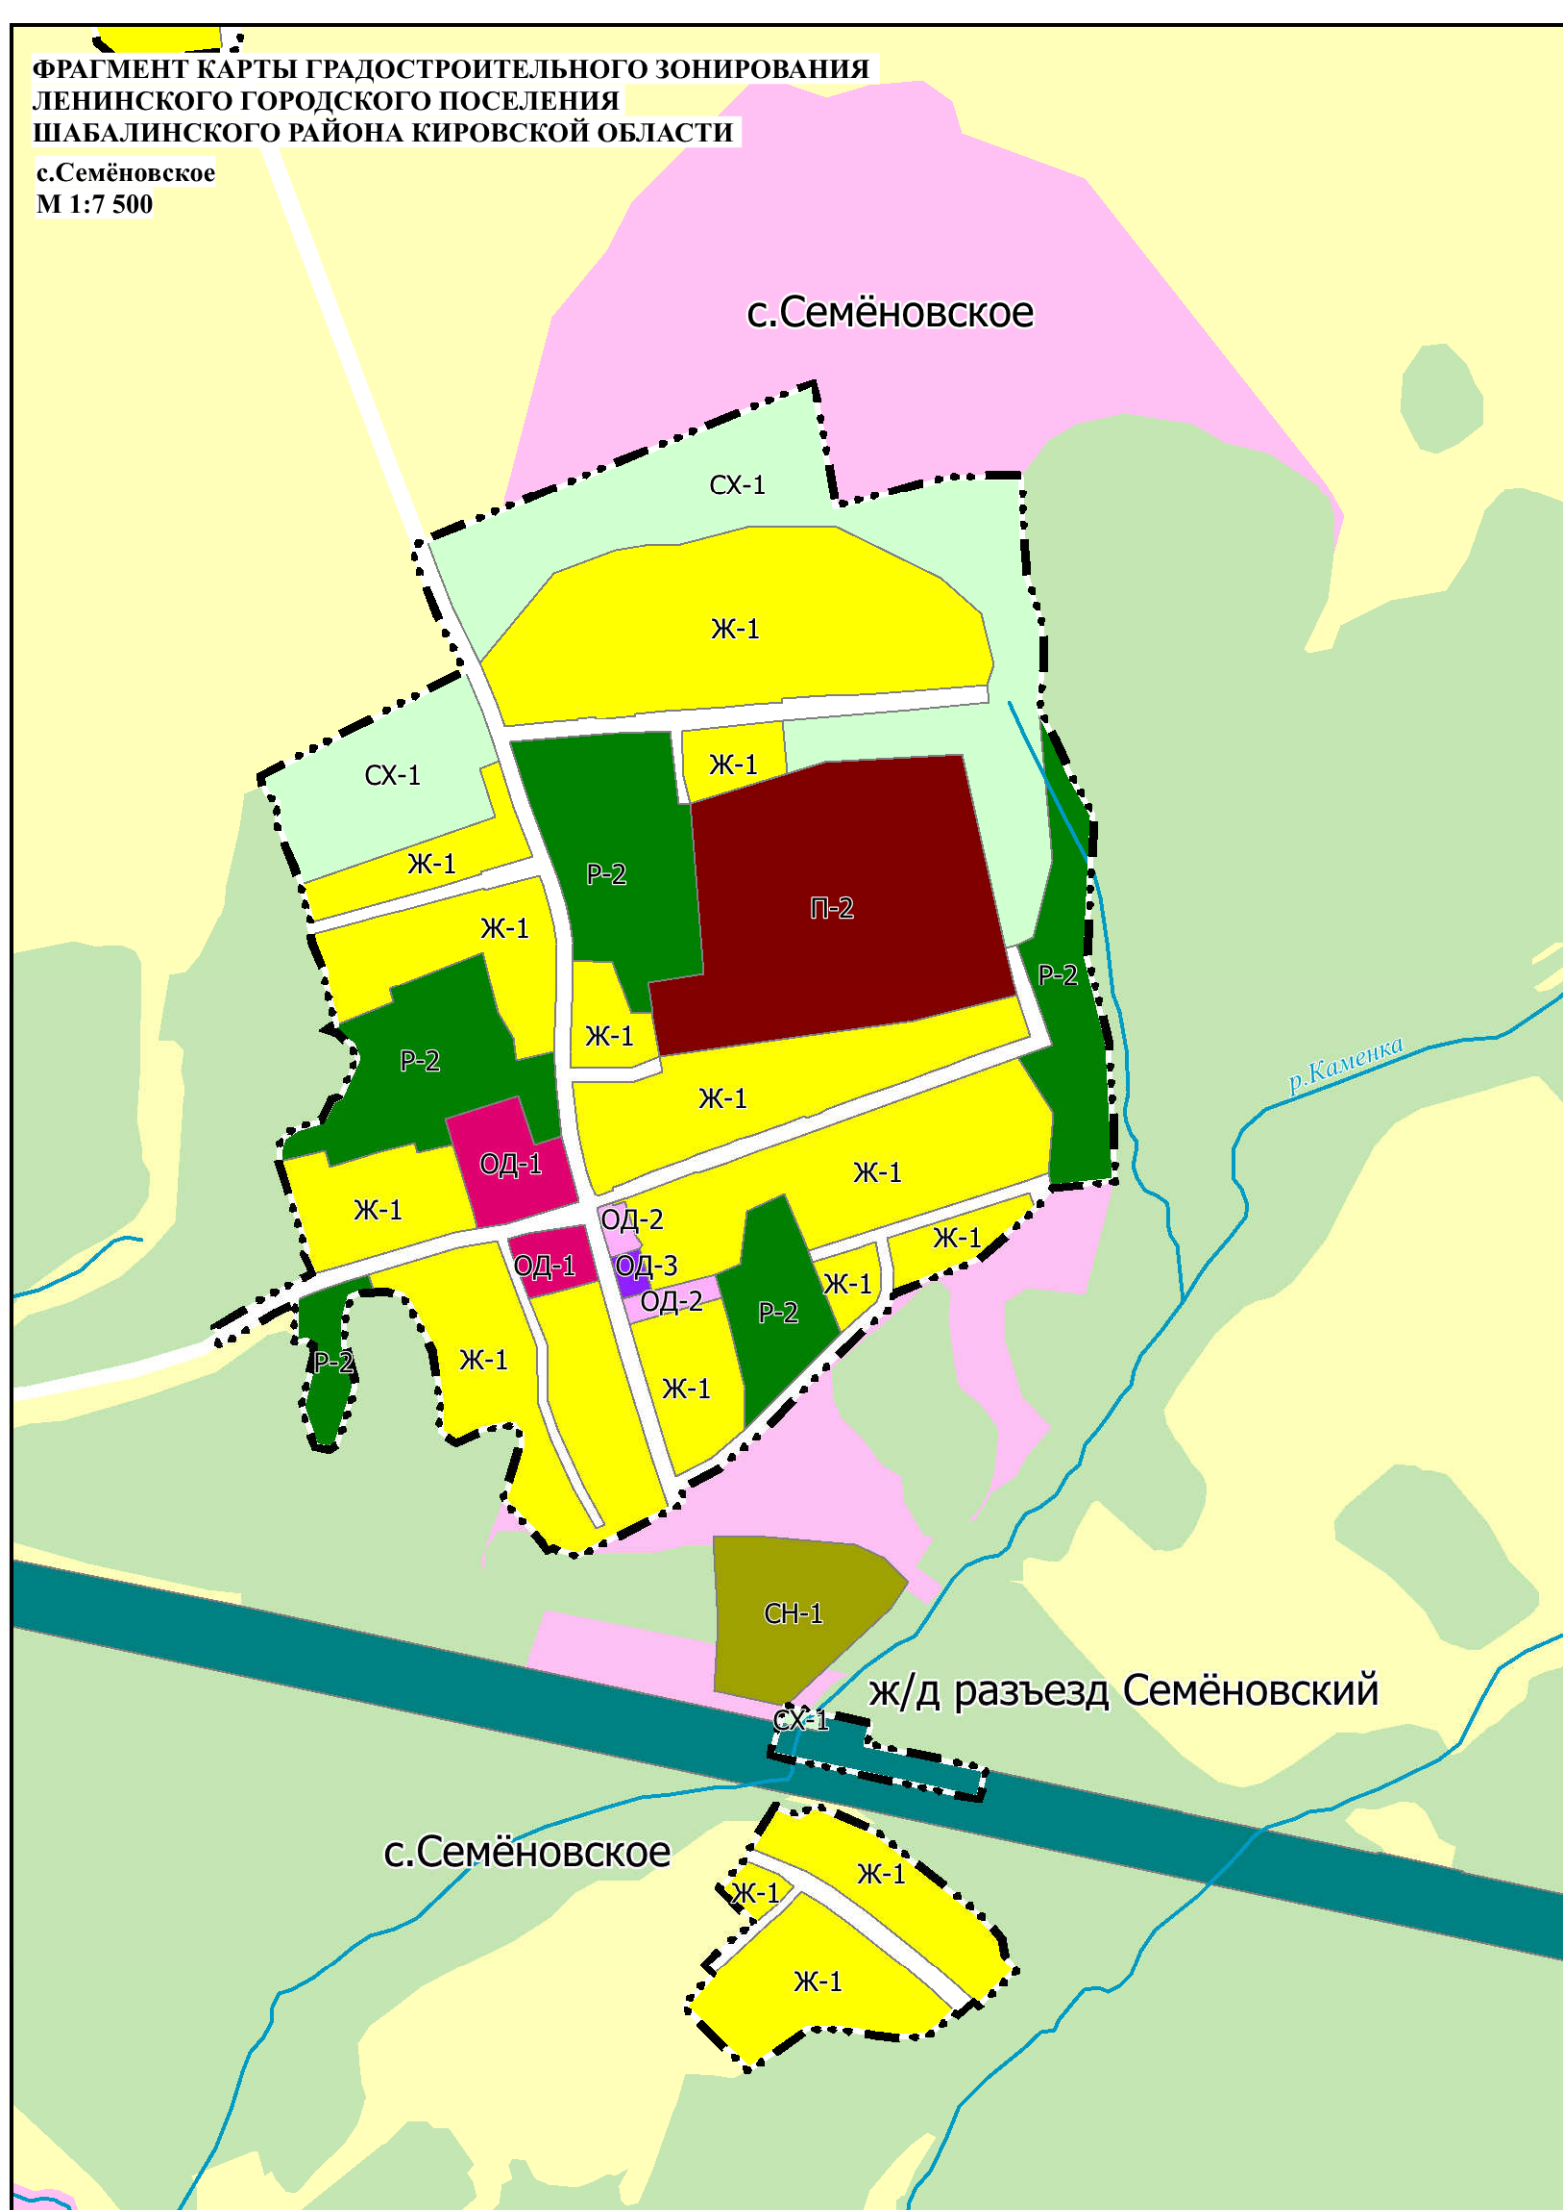 ФРАГМЕНТ КАРТЫ ГРАДОСТРОИТЕЛЬНОГО ЗОНИРОВАНИЯ
ЛЕНИНСКОГО ГОРОДСКОГО ПОСЕЛЕНИЯ
ШАБАЛИНСКОГО РАЙОНА КИРОВСКОЙ ОБЛАСТИ
с.Семёновское
М 1:7 500
с.Семёновское
СХ-1
Ж-1
Ж-1
СХ-1
Ж-1
Р-2
П-2
Ж-1
Р-2
Ж-1
Р-2
р.Каменка
Ж-1
ОД-1
Ж-1
Ж-1
ОД-2
Ж-1
ОД-1
ОД-3
Ж-1
ОД-2
Р-2
Р-2
Ж-1
Ж-1
СН-1
ж/д разъезд Семёновский
СХ-1
с.Семёновское
Ж-1
Ж-1
Ж-1